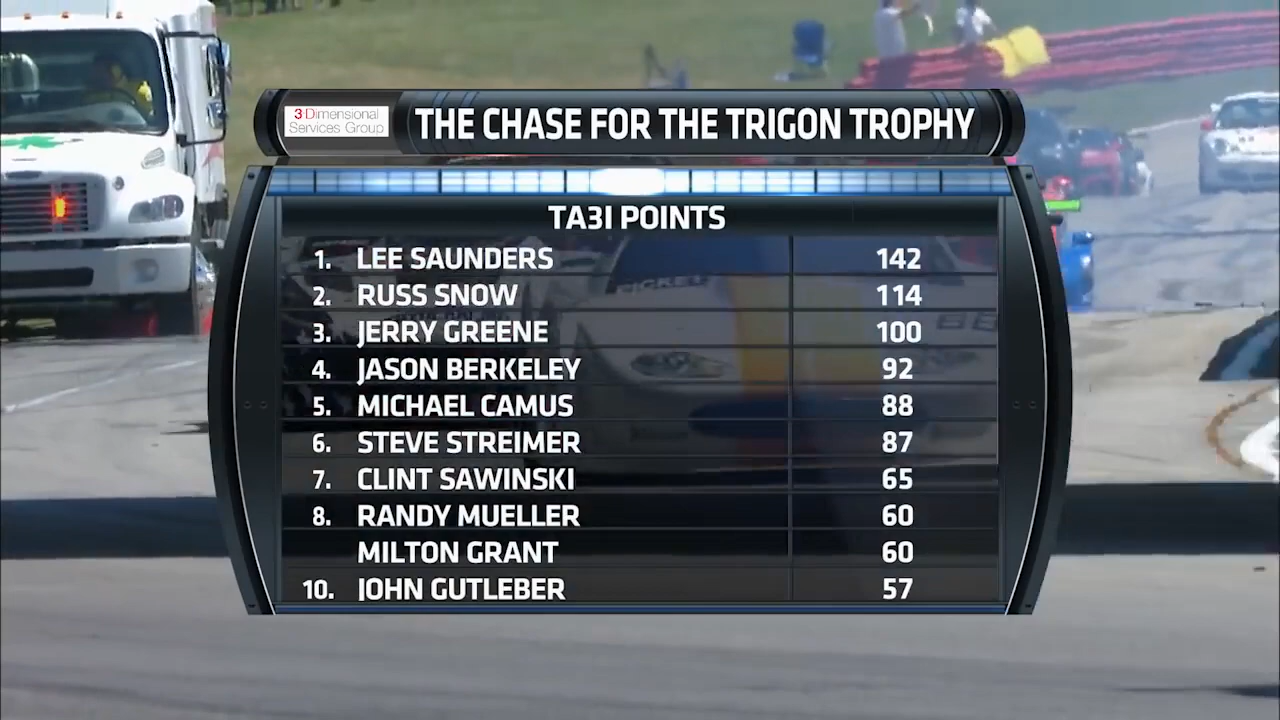 3 Dimensional
Services Group
THE CHASE FOR THE TRIGON TROPHY
TA3I POINTS
1. LEE SAUNDERS 142
2. RUSS SNOW 114
3. JERRY GREENE 100
4. JASON BERKELEY 92
5. MICHAEL CAMUS 88
6. STEVE STREIMER 87
7. CLINT SAWINSKI 65
8. RANDY MUELLER 60
MILTON GRANT 60
10. JOHN GUTLEBER 57